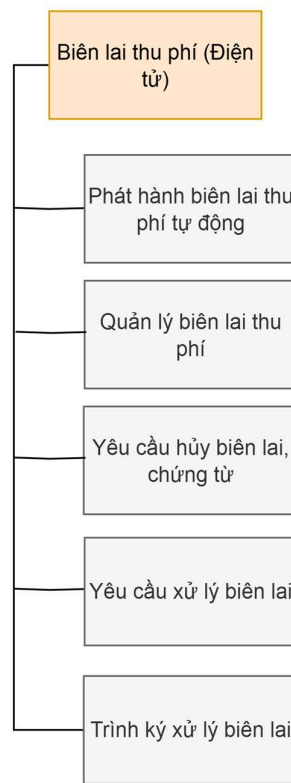 Biên lai thu phí (Điện
tử)
Phát hành biên lai thu
phí tự động
Quản lý biên lai thu
phí
Yêu cầu hủy biên lai,
chứng từ
Yêu cầu xử lý biên lai
Trình ký xử lý biên lai